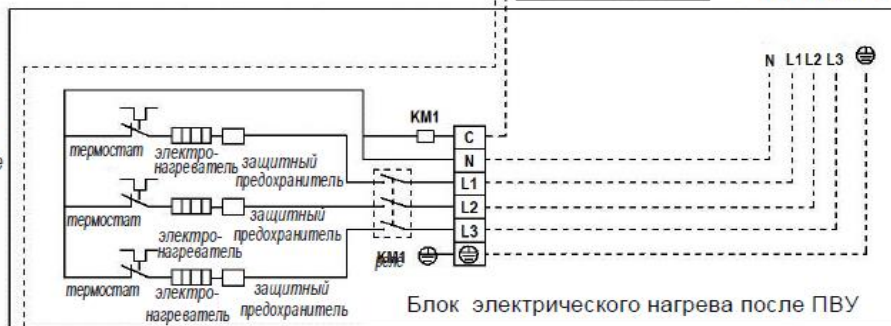 N L1 L2 L3
KM1
C
N
L1
L2
L3
термостат
электро-
нагреватель
защитный
предохранитель
термостат
электро-
нагреватель
защитный
предохранитель
термостат
электро-
нагреватель
защитный
предохранитель
KM1
реле
Блок электрического нагрева после ПВУ
е